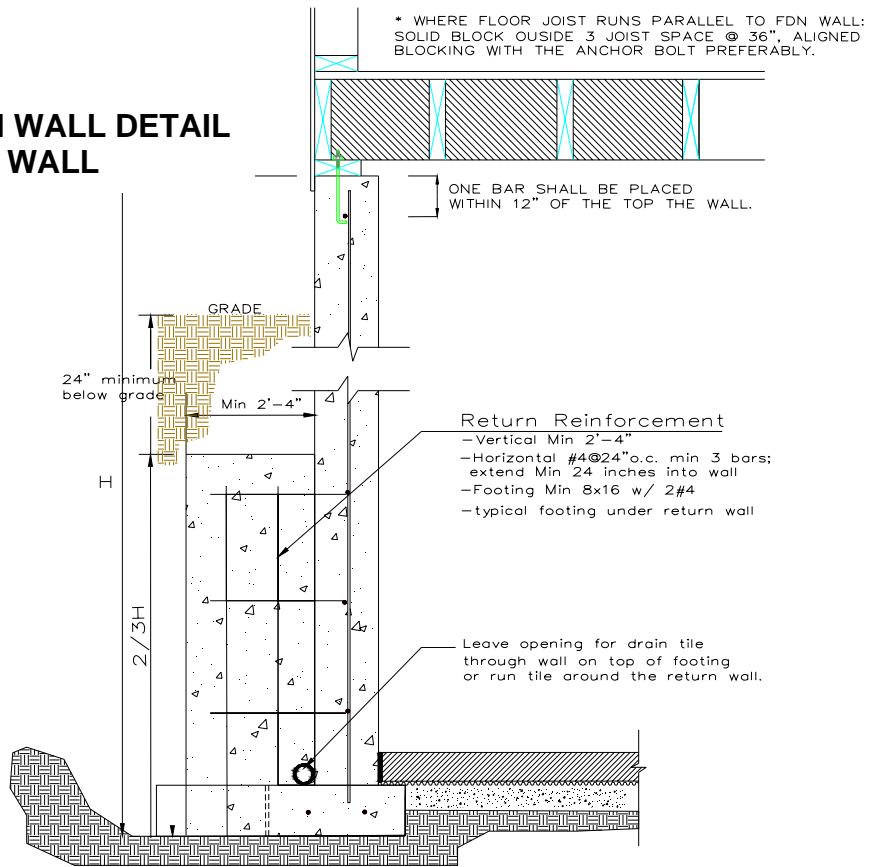 * WHERE FLOOR JOIST RUNS PARALLEL TO FDN WALL:
SOLID BLOCK OUSIDE 3 JOIST SPACE @ 36", ALIGNED
BLOCKING WITH THE ANCHOR BOLT PREFERABLY.
WALL DETAIL
WALL
ONE BAR SHALL BE PLACED
WITHIN 12" OF THE TOP THE WALL.
GRADE
24" minimum
below grade
Min 2'-4"
H
Return Reinforcement
-Vertical Min 2'-4"
-Horizontal #4@24"o.c. min 3 bars;
extend Min 24 inches into wall
-Footing Min 8x16 w/ 2#4
-typical footing under return wall
2/3H
Leave opening for drain tile
through wall on top of footing
or run tile around the return wall.